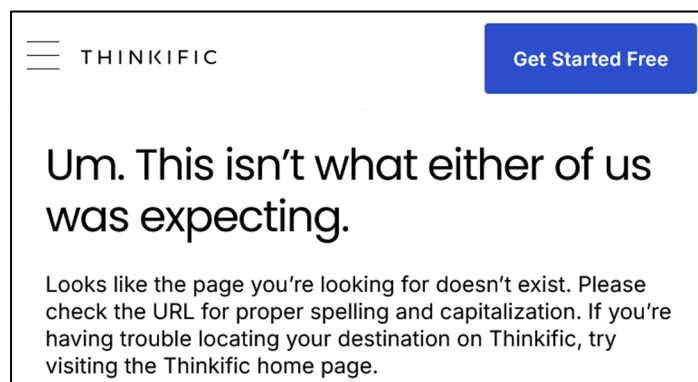 THINKIFIC
Get Started Free
Um. This isn’t what either of us
was expecting.
Looks like the page you’re looking for doesn’t exist. Please
check the URL for proper spelling and capitalization. If you’re
having trouble locating your destination on Thinkific, try
visiting the Thinkific home page.